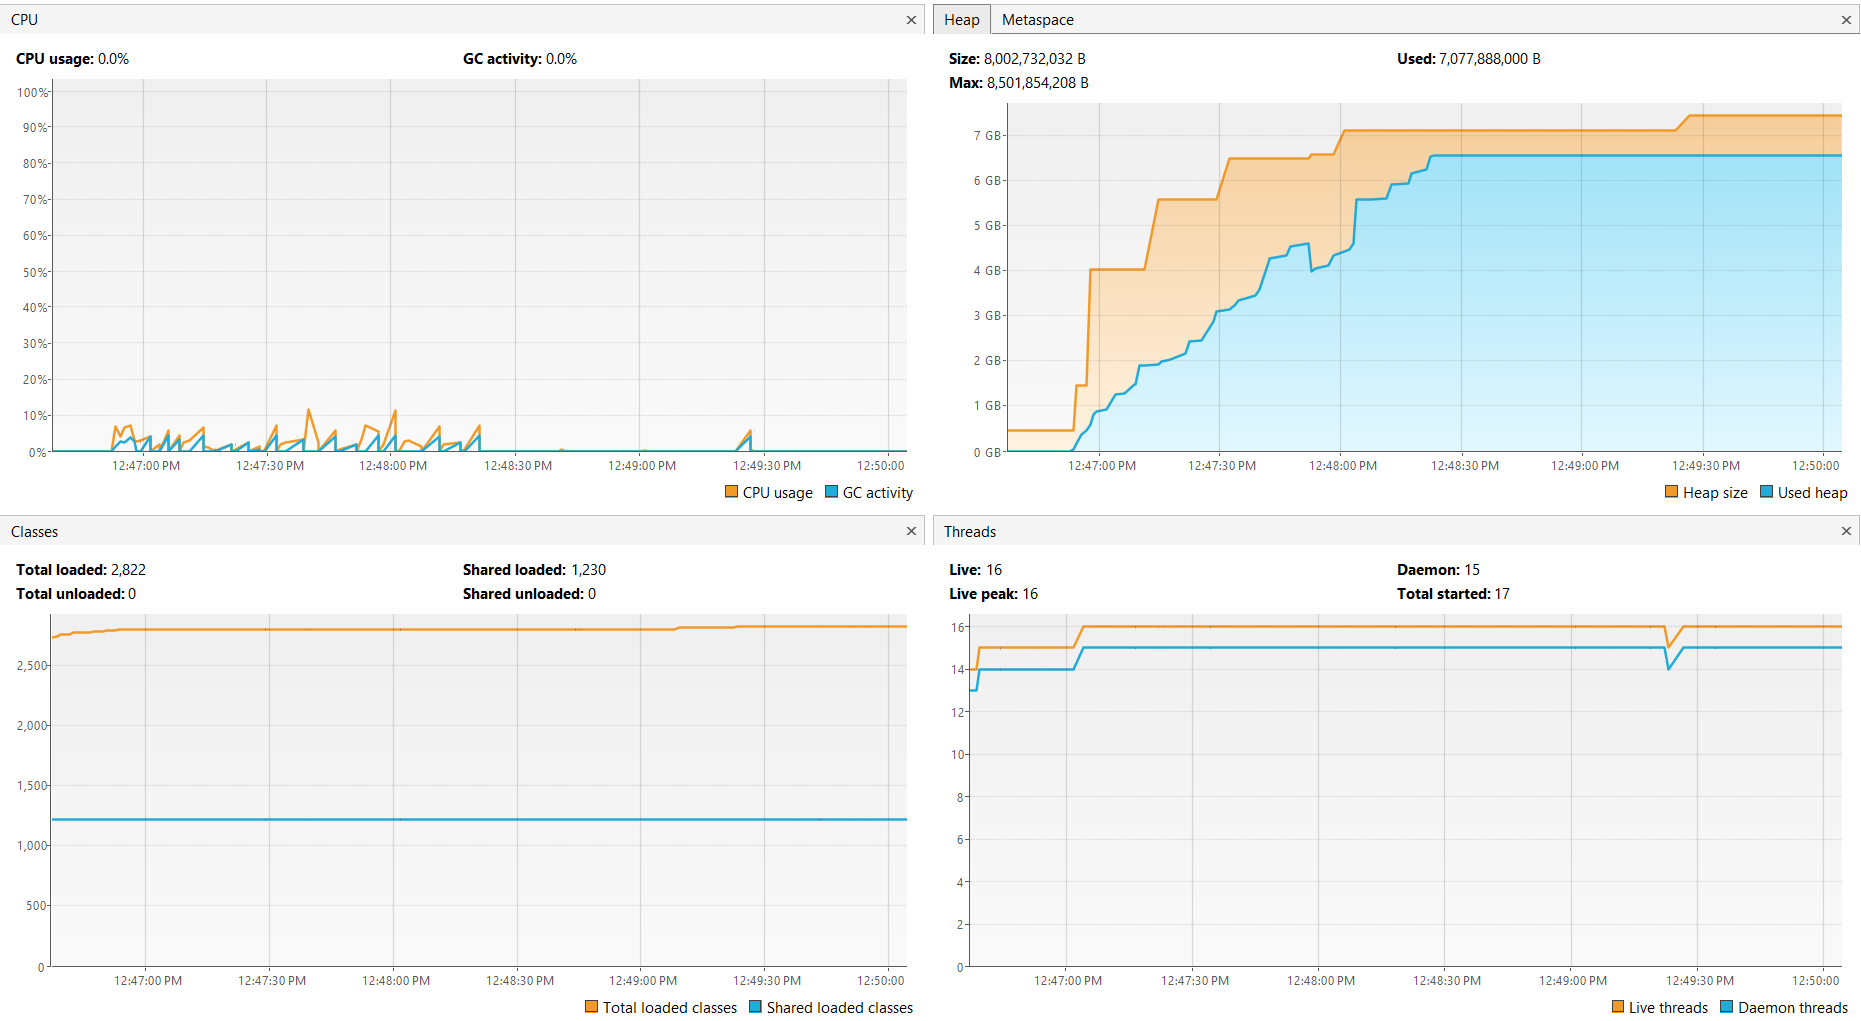 CPU
CPU usage: 0.0% GC activity: 0.0%
100%
90%
80%
70%
60%
50%
40%
30%
20%
10%
0%
12:47:00 PM 12:47:30 PM 12:48:00 PM 12:48:30 PM 12:49:00 PM 12:49:30 PM 12:50:00
CPU usage GC activity
Heap Metaspace
Size: 8,002,732,032 B Used: 7,077,888,000 B
Max: 8,501,854,208 B
7 GB
6 GB
5 GB
4 GB
3 GB
2 GB
1 GB
0 GB
12:47:00 PM 12:47:30 PM 12:48:00 PM 12:48:30 PM 12:49:00 PM 12:49:30 PM 12:50:00
Heap size Used heap
Classes
Total loaded: 2,822 Shared loaded: 1,230
Total unloaded: 0 Shared unloaded: 0
2,500
2,000
1,500
1,000
500
0
12:47:00 PM 12:47:30 PM 12:48:00 PM 12:48:30 PM 12:49:00 PM 12:49:30 PM 12:50:00
Total loaded classes Shared loaded classes
Threads
Live: 16 Daemon: 15
Live peak: 16 Total started: 17
16
14
12
10
8
6
4
2
0
12:47:00 PM 12:47:30 PM 12:48:00 PM 12:48:30 PM 12:49:00 PM 12:49:30 PM 12:50:00
Live threads Daemon threads